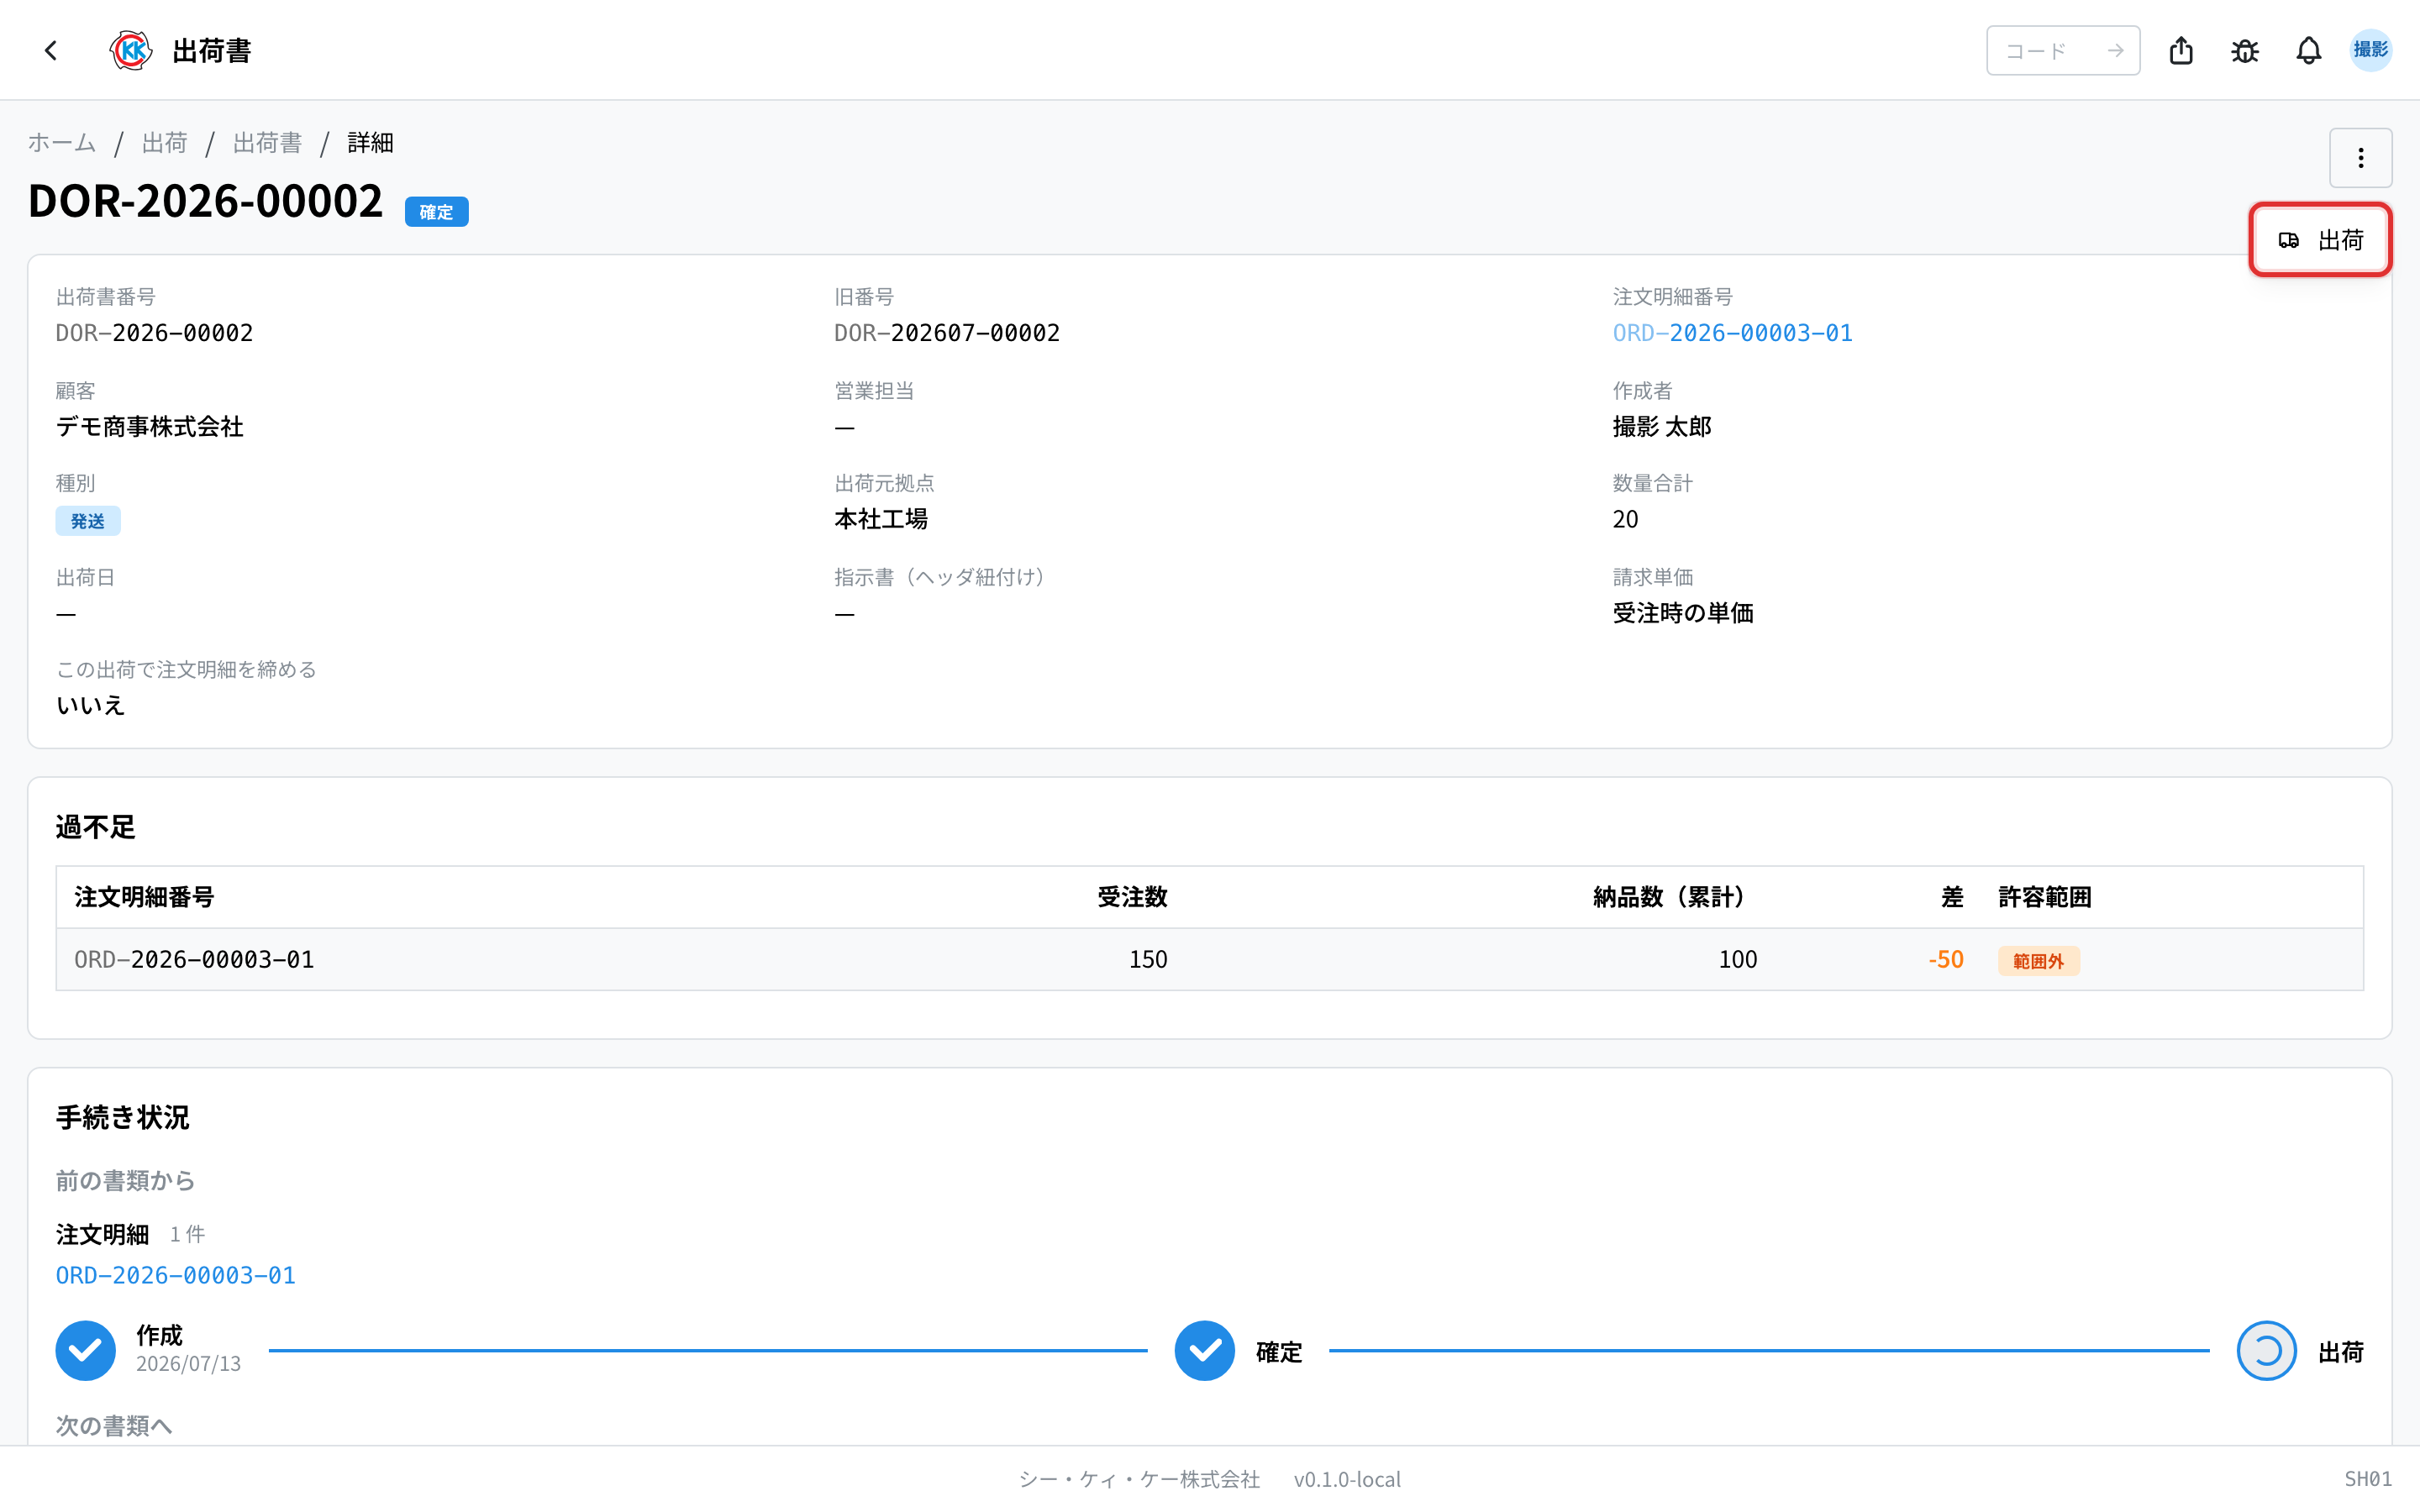 KK 出荷書
コード
撮影
ホーム / 出荷 / 出荷書 / 詳細
DOR-2026-00002 確定
出荷
出荷書番号 旧番号 注文明細番号
DOR-2026-00002 DOR-202607-00002 ORD-2026-00003-01
顧客 営業担当 作成者
デモ商事株式会社 — 撮影 太郎
種別 出荷元拠点 数量合計
発送 本社工場 20
出荷日 指示書（ヘッダ紐付け） 請求単価
— — 受注時の単価
この出荷で注文明細を締める
いいえ
過不足
注文明細番号 受注数 納品数（累計） 差 許容範囲
ORD-2026-00003-01 150 100 -50 範囲外
手続き状況
前の書類から
注文明細 1 件
ORD-2026-00003-01
作成 確定 出荷
2026/07/13
次の書類へ
シー・ケィ・ケー株式会社 v0.1.0-local SH01